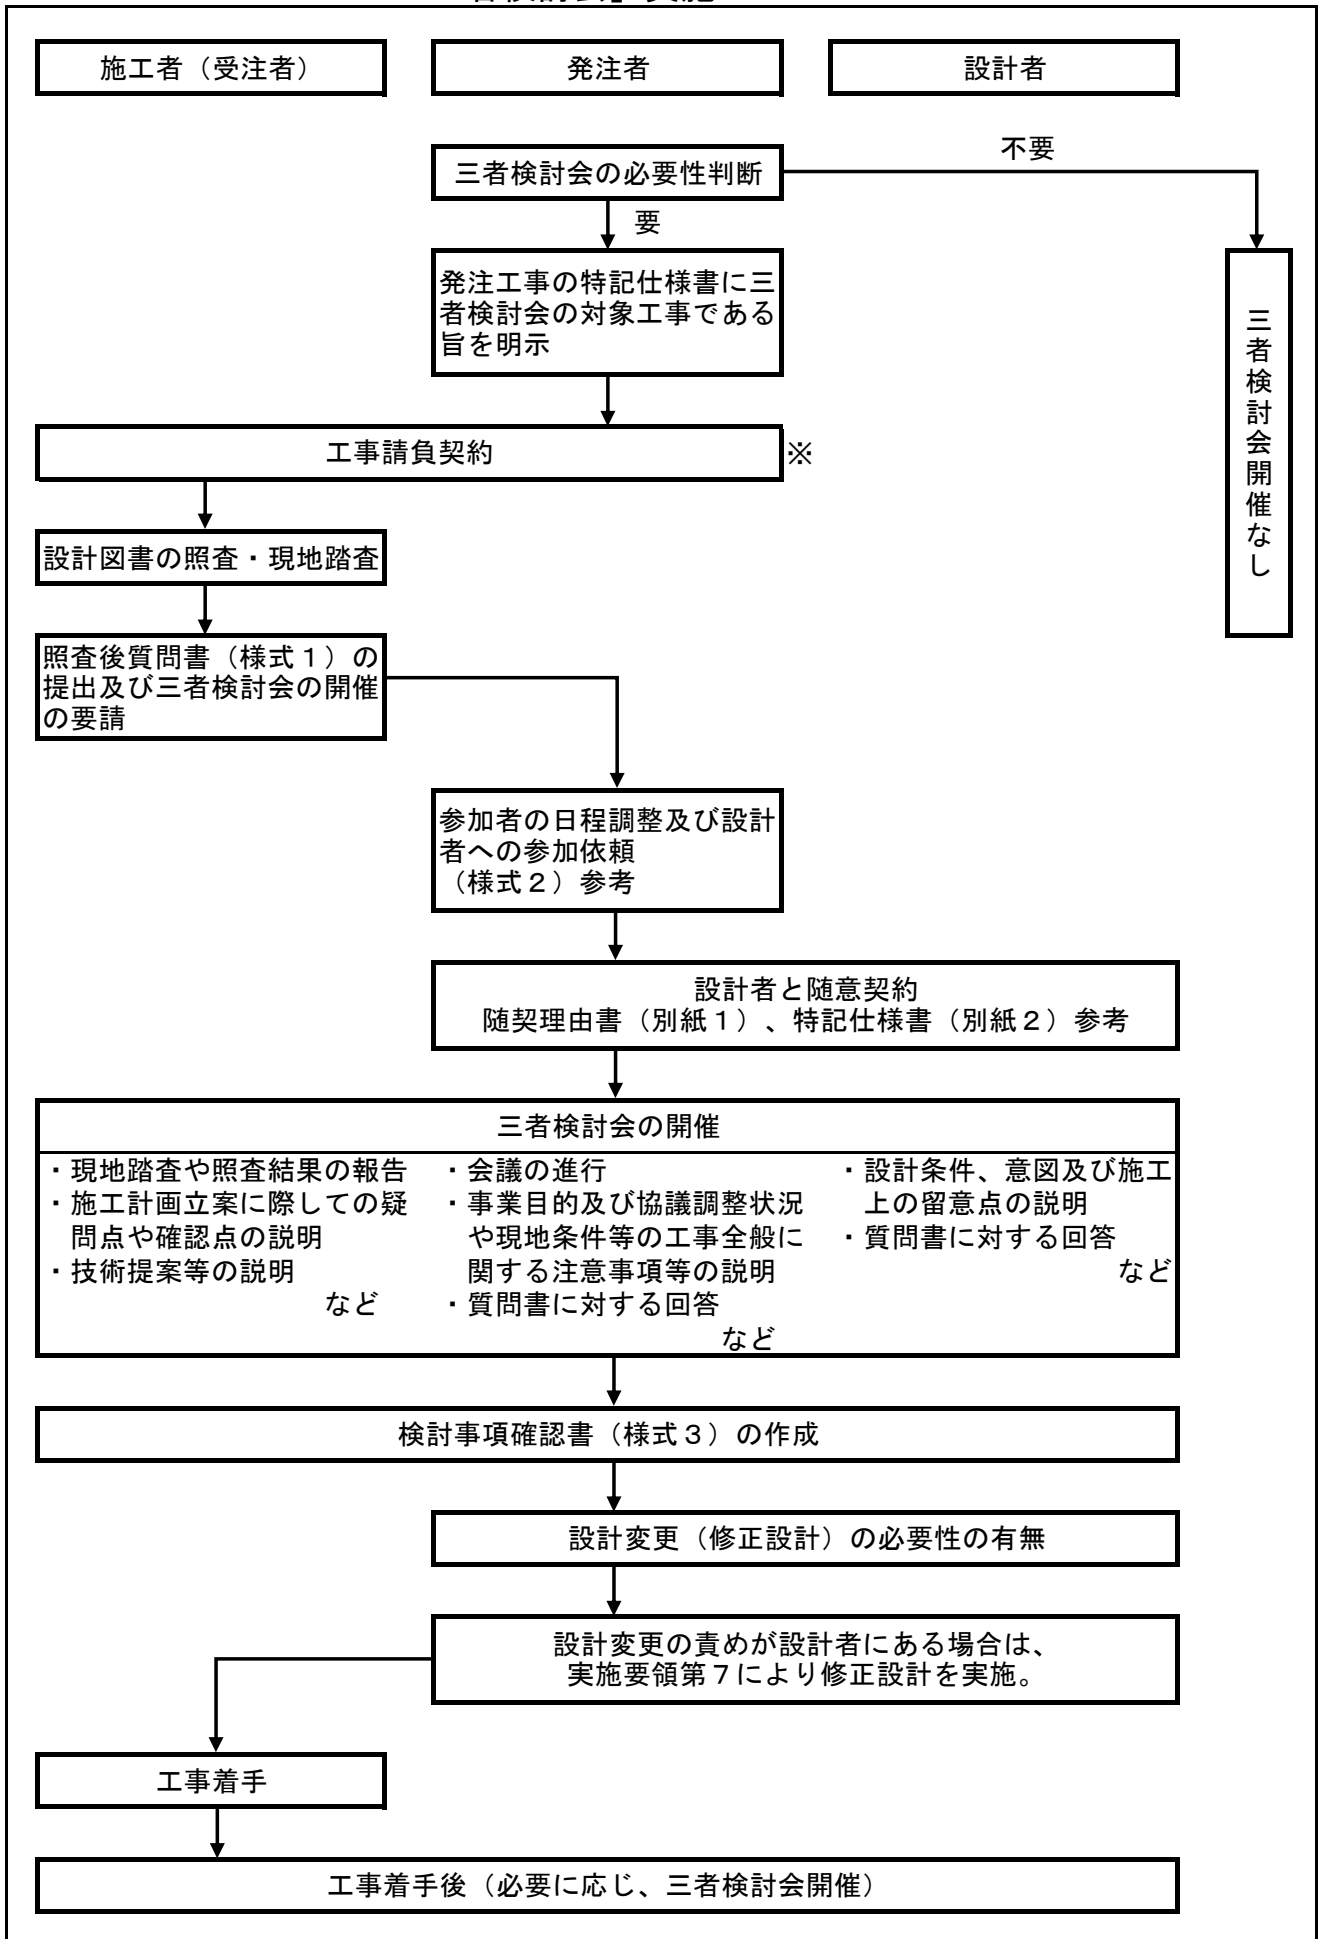 施工者（受注者）
発注者
設計者
三者検討会の必要性判断
不要
要
発注工事の特記仕様書に三
者検討会の対象工事である
旨を明示
三者検討会開催なし
工事請負契約
※
設計図書の照査・現地踏査
照査後質問書（様式１）の
提出及び三者検討会の開催
の要請
参加者の日程調整及び設計
者への参加依頼
（様式２）参考
設計者と随意契約
随契理由書（別紙１）、特記仕様書（別紙２）参考
三者検討会の開催
・現地踏査や照査結果の報告
・施工計画立案に際しての疑
問点や確認点の説明
・技術提案等の説明
など
・会議の進行
・事業目的及び協議調整状況
や現地条件等の工事全般に
関する注意事項等の説明
・質問書に対する回答
など
・設計条件、意図及び施工
上の留意点の説明
・質問書に対する回答
など
検討事項確認書（様式３）の作成
設計変更（修正設計）の必要性の有無
設計変更の責めが設計者にある場合は、
実施要領第７により修正設計を実施。
工事着手
工事着手後（必要に応じ、三者検討会開催）